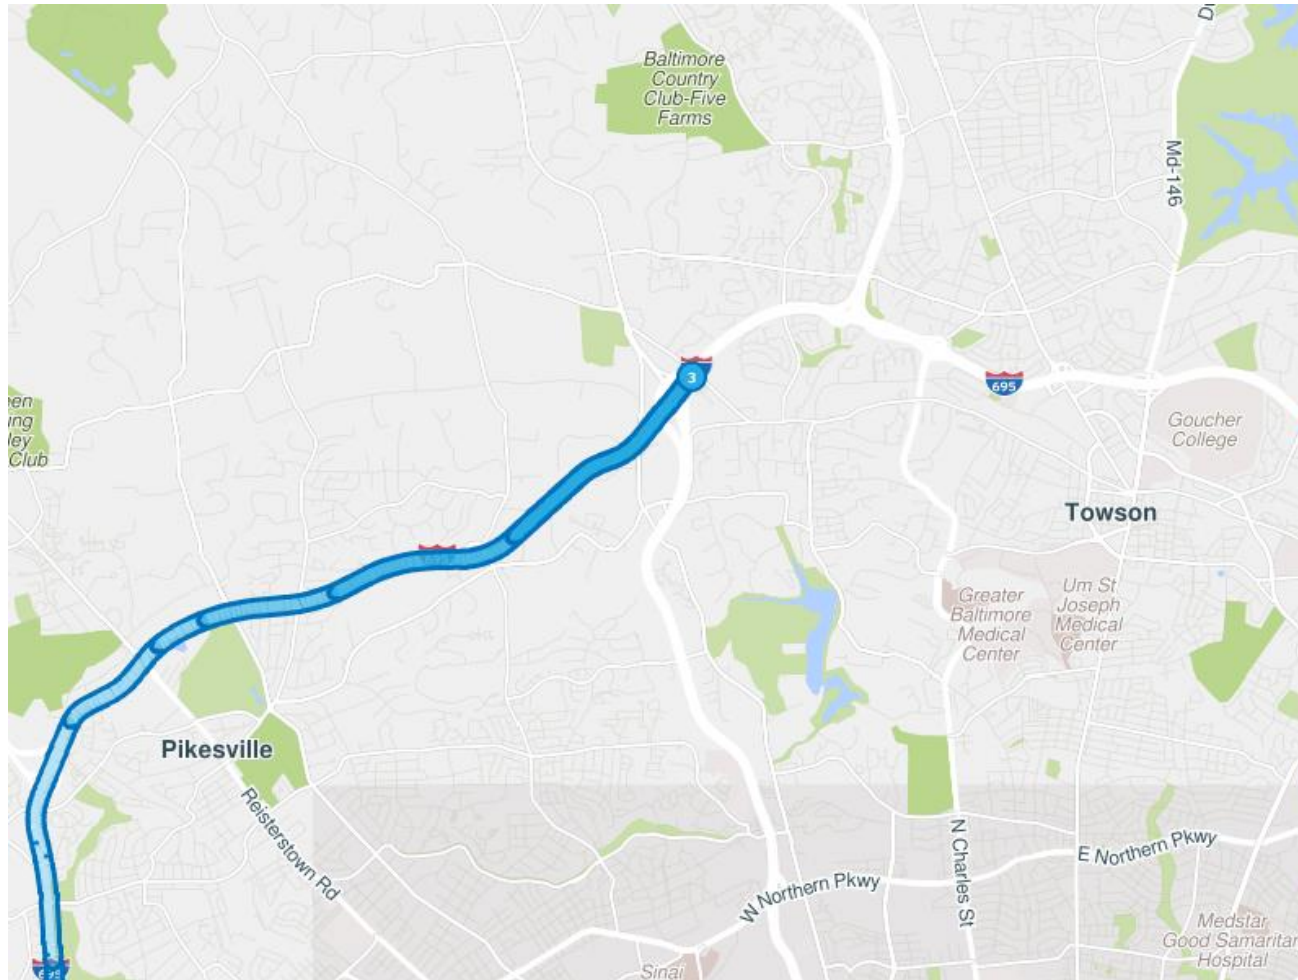 Baltimore
Country
Club-Five
Farms
Md-146
3
695
Goucher
College
Towson
Greater
Baltimore
Medical
Center
Um St
Joseph
Medical
Center
Pikesville
Reisterstown Rd
N Charles St
E Northern Pkwy
W Northern Pkwy
Medstar
Good Samaritan
Hospital
Sinai
Club
695